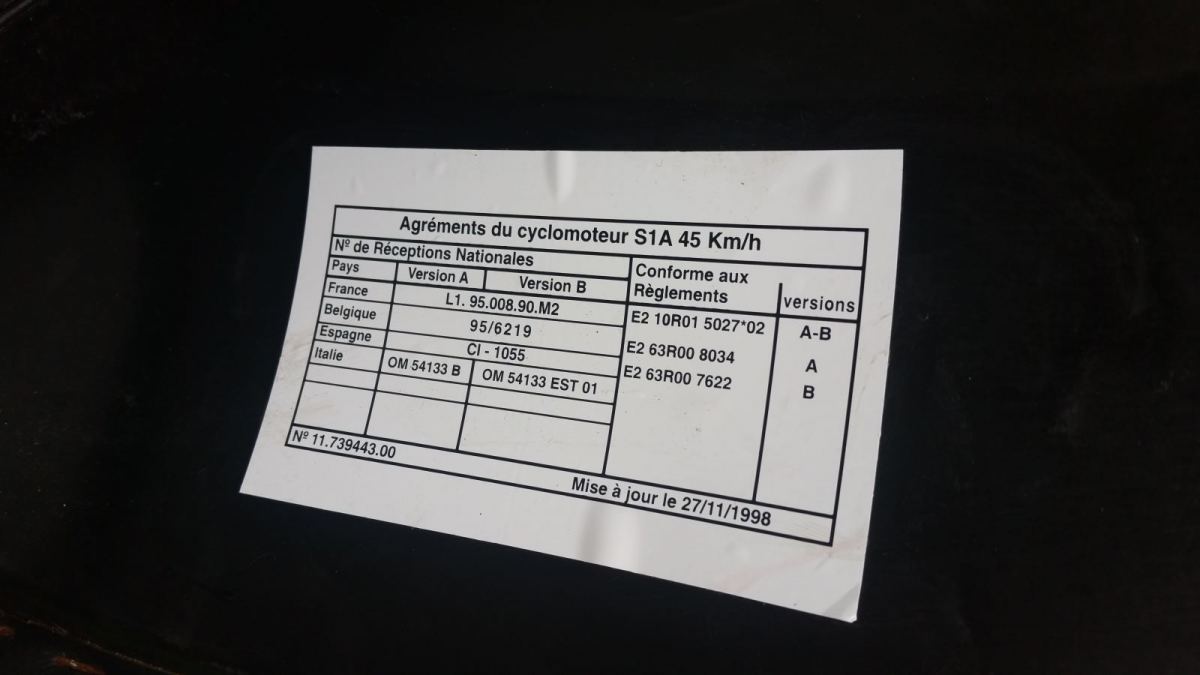 Agréments du cyclomoteur S1A 45 Km/h
Nº de Réceptions Nationales
Conforme aux Règlements
versions
Pays Version A Version B
France L1. 95.008.90.M2
Belgique 95/6219
Espagne CI - 1055
Italie OM 54133 B OM 54133 EST 01
E2 10R01 5027*02 A-B
E2 63R00 8034 A
E2 63R00 7622 B
Nº 11.739443.00
Mise à jour le 27/11/1998